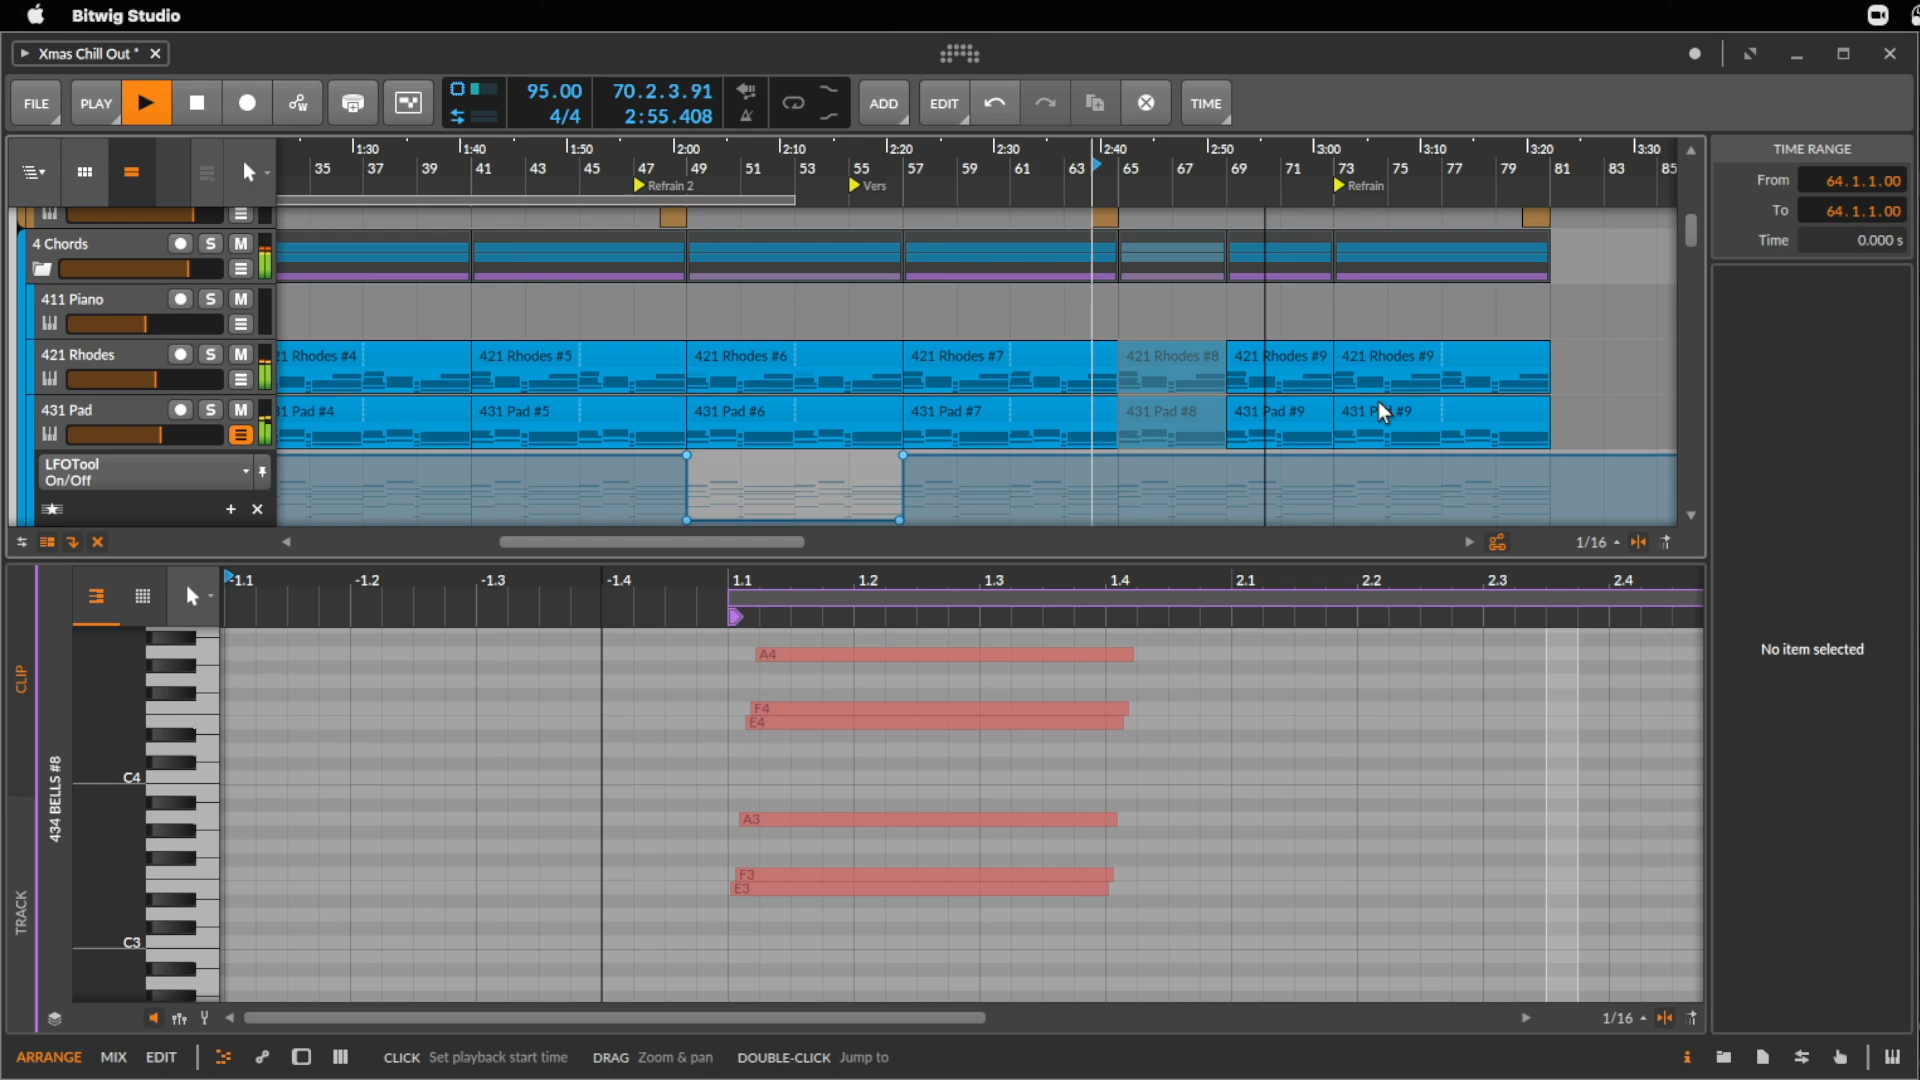 Bitwig Studio
Xmas Chill Out *
FILE PLAY 95.00 4/4 70.2.3.91 2:55.408 ADD EDIT TIME
1:30 1:40 1:50 2:00 2:10 2:20 2:30 2:40 2:50 3:00 3:10 3:20 3:30
35 37 39 41 43 45 47 49 51 53 55 57 59 61 63 65 67 69 71 73 75 77 79 81 83 85
Refrain 2 Vers Refrain
TIME RANGE
From 64.1.1.00
To 64.1.1.00
Time 0.000 s
4 Chords S M
411 Piano S M
421 Rhodes S M
21 Rhodes #4 421 Rhodes #5 421 Rhodes #6 421 Rhodes #7 421 Rhodes #8 421 Rhodes #9 421 Rhodes #9
431 Pad S M
31 Pad #4 431 Pad #5 431 Pad #6 431 Pad #7 431 Pad #8 431 Pad #9 431 P #9
LFOTool
On/Off
1/16
-1.1 -1.2 -1.3 -1.4 1.1 1.2 1.3 1.4 2.1 2.2 2.3 2.4
CLIP
434 BELLS #8
TRACK
A4
F4
E4
C4
A3
F3
E3
C3
No item selected
1/16
ARRANGE MIX EDIT CLICK Set playback start time DRAG Zoom & pan DOUBLE-CLICK Jump to